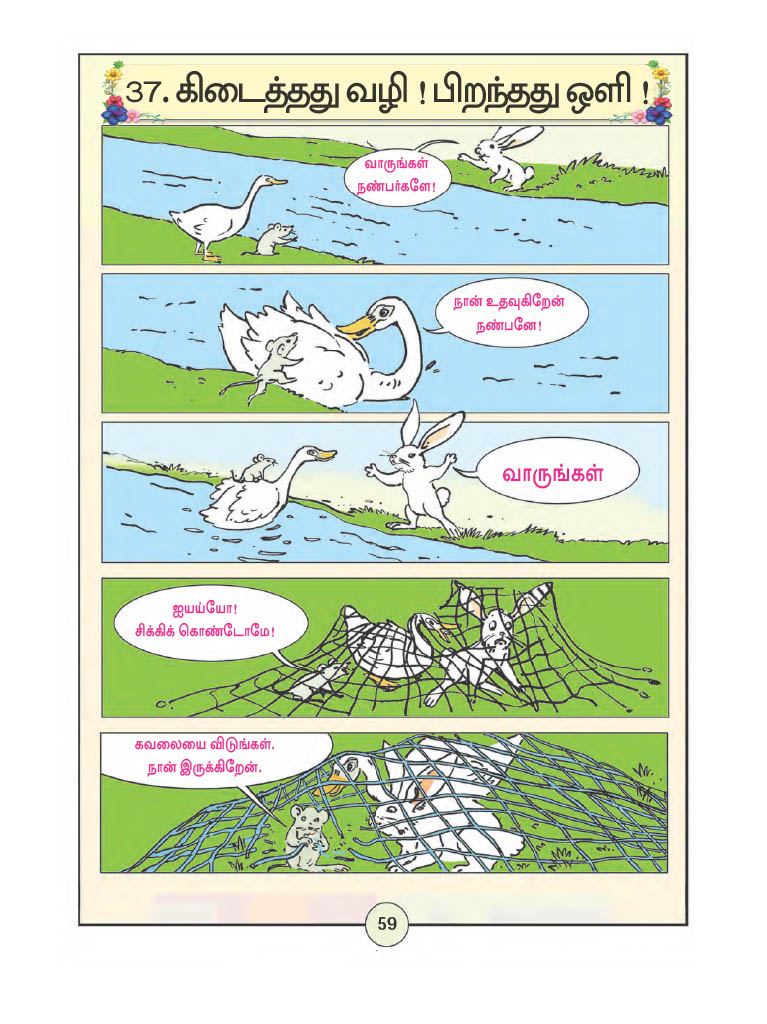 37. கிடைத்தது வழி ! பிறந்தது ஒளி !
வாருங்கள்
நண்பர்களே!
நான் உதவுகிறேன்
நண்பனே!
வாருங்கள்
ஐயய்யோ!
சிக்கிக் கொண்டோமே!
கவலையை விடுங்கள்.
நான் இருக்கிறேன்.
59